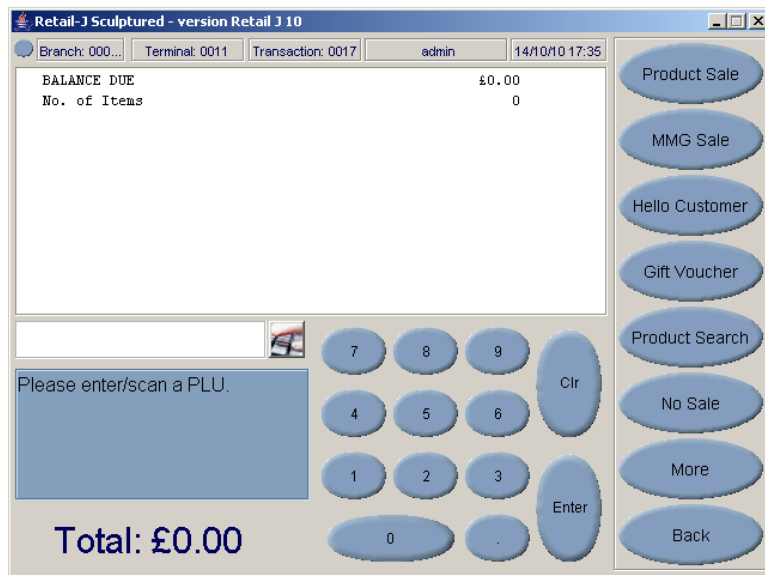 Retail-J Sculptured - version Retail J 10
Branch: 000... Terminal: 0011 Transaction: 0017 admin 14/10/10 17:35
BALANCE DUE £0.00
No. of Items 0
Please enter/scan a PLU.
Total: £0.00
7 8 9 Clr
4 5 6
1 2 3 Enter
0 .
Product Sale
MMG Sale
Hello Customer
Gift Voucher
Product Search
No Sale
More
Back